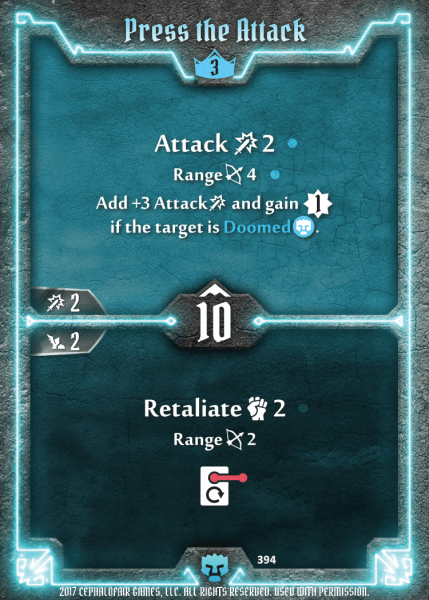 Press the Attack
3
Attack 2
Range 4
Add +3 Attack and gain 1
if the target is Doomed .
2
10
2
Retaliate 2
Range 2
394
2017 CEPHALOFAIR GAMES, LLC. ALL RIGHTS RESERVED. USED WITH PERMISSION.